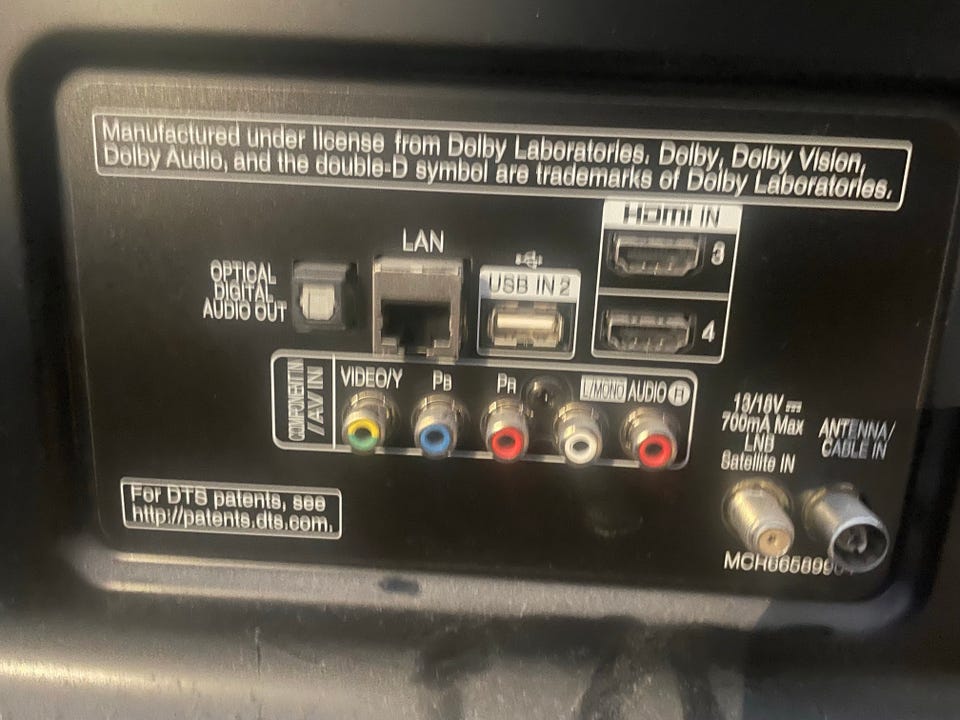 Manufactured under license from Dolby Laboratories. Dolby, Dolby Vision,
Dolby Audio, and the double-D symbol are trademarks of Dolby Laboratories.
HDMI IN
3
4
LAN
OPTICAL
DIGITAL
AUDIO OUT
USB IN 2
COMPONENT IN
/AV IN
VIDEO/Y
PB
PR
L/MONO AUDIO R
13/18V
700mA Max
LNB
Satellite IN
ANTENNA/
CABLE IN
For DTS patents, see
http://patents.dts.com.